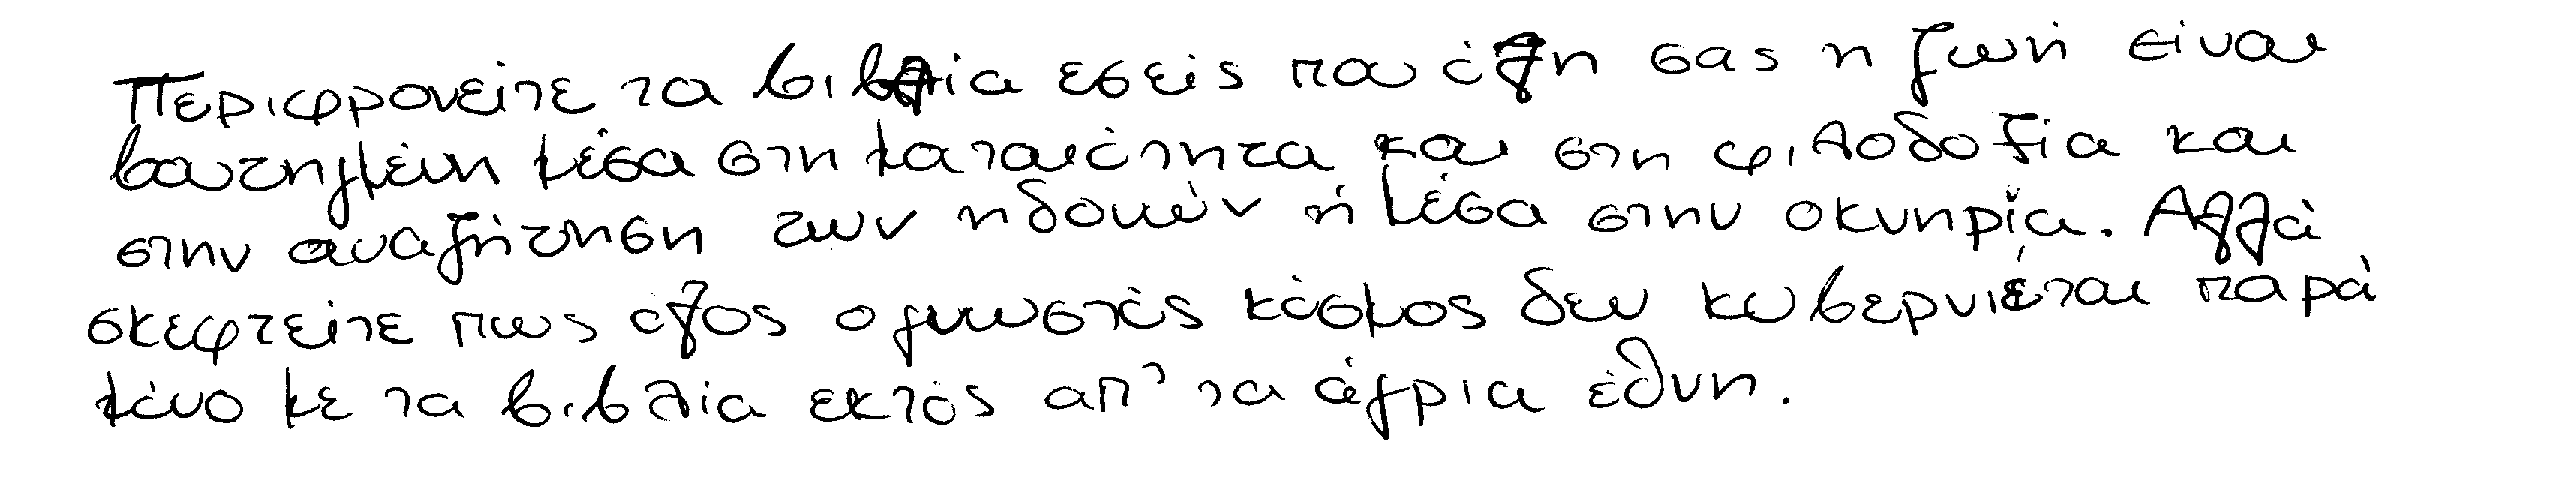 Περιφρονείτε τα βιβλία εσείς που όλη σας η ζωή είναι
βουτηγμένη μέσα στη ματαιότητα και στη φιλοδοξία και
στην αναζήτηση των ηδονών ή μέσα στην οκνηρία. Αλλά
σκεφτείτε πως όλος ο γνωστός κόσμος δεν κυβερνιέται παρά
μόνο με τα βιβλία εκτός απ' τα άγρια έθνη.